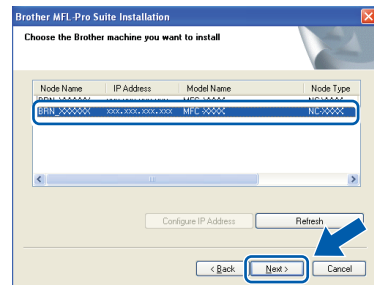 Brother MFL-Pro Suite Installation
Choose the Brother machine you want to install
Node Name IP Address Model Name Node Type
BRN_XXXXXX xxx.xxx.xxx.xxx MFC-XXXX NC-XXXX
BRN_XXXXXX xxx.xxx.xxx.xxx MFC-XXXX NC-XXXX
Configure IP Address Refresh
< Back Next > Cancel